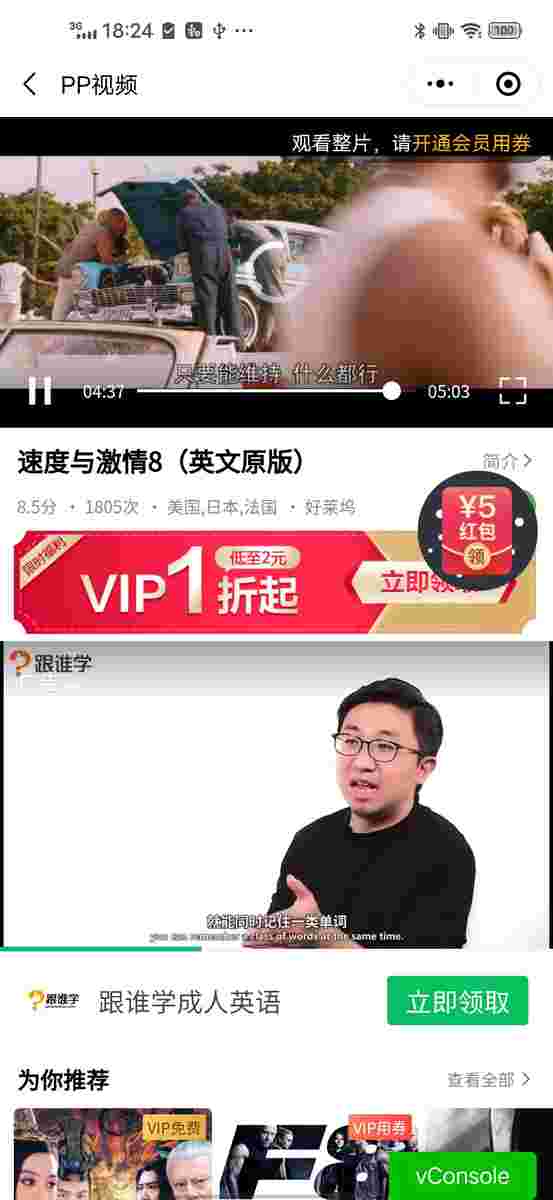 3G 18:24 100
PP视频
观看整片，请开通会员用券
只要能维持 什么都行
04:37 05:03
速度与激情8（英文原版）
简介
8.5分 · 1805次 · 美国,日本,法国 · 好莱坞
¥5
红包
领
限时福利
VIP1折起
低至2元
立即领取
跟谁学
就能同时记住一类单词
you can remember a class of words at the same time.
跟谁学 跟谁学成人英语 立即领取
为你推荐 查看全部
VIP免费 VIP用券
F8
vConsole